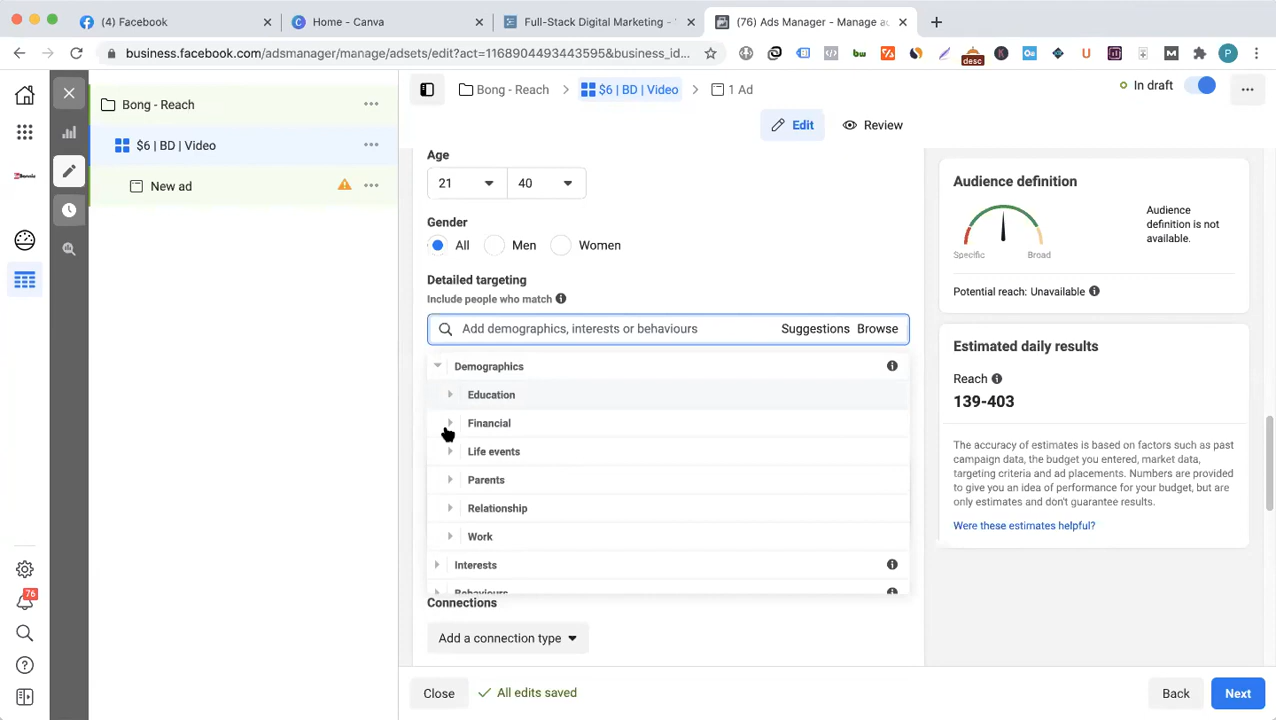 (4) Facebook
Home - Canva
Full-Stack Digital Marketing -
(76) Ads Manager - Manage ad
business.facebook.com/adsmanager/manage/adsets/edit?act=1168904493443595&business_id...
bw
desc
K
U
M
P
Bong - Reach
$6 | BD | Video
1 Ad
In draft
Bong - Reach
$6 | BD | Video
New ad
Edit
Review
Age
21
40
Gender
All
Men
Women
Detailed targeting
Include people who match
Add demographics, interests or behaviours
Suggestions
Browse
Demographics
Education
Financial
Life events
Parents
Relationship
Work
Interests
Behaviours
Connections
Add a connection type
Audience definition
Specific
Broad
Audience
definition is not
available.
Potential reach: Unavailable
Estimated daily results
Reach
139-403
The accuracy of estimates is based on factors such as past
campaign data, the budget you entered, market data,
targeting criteria and ad placements. Numbers are provided
to give you an idea of performance for your budget, but are
only estimates and don't guarantee results.
Were these estimates helpful?
76
Close
All edits saved
Back
Next